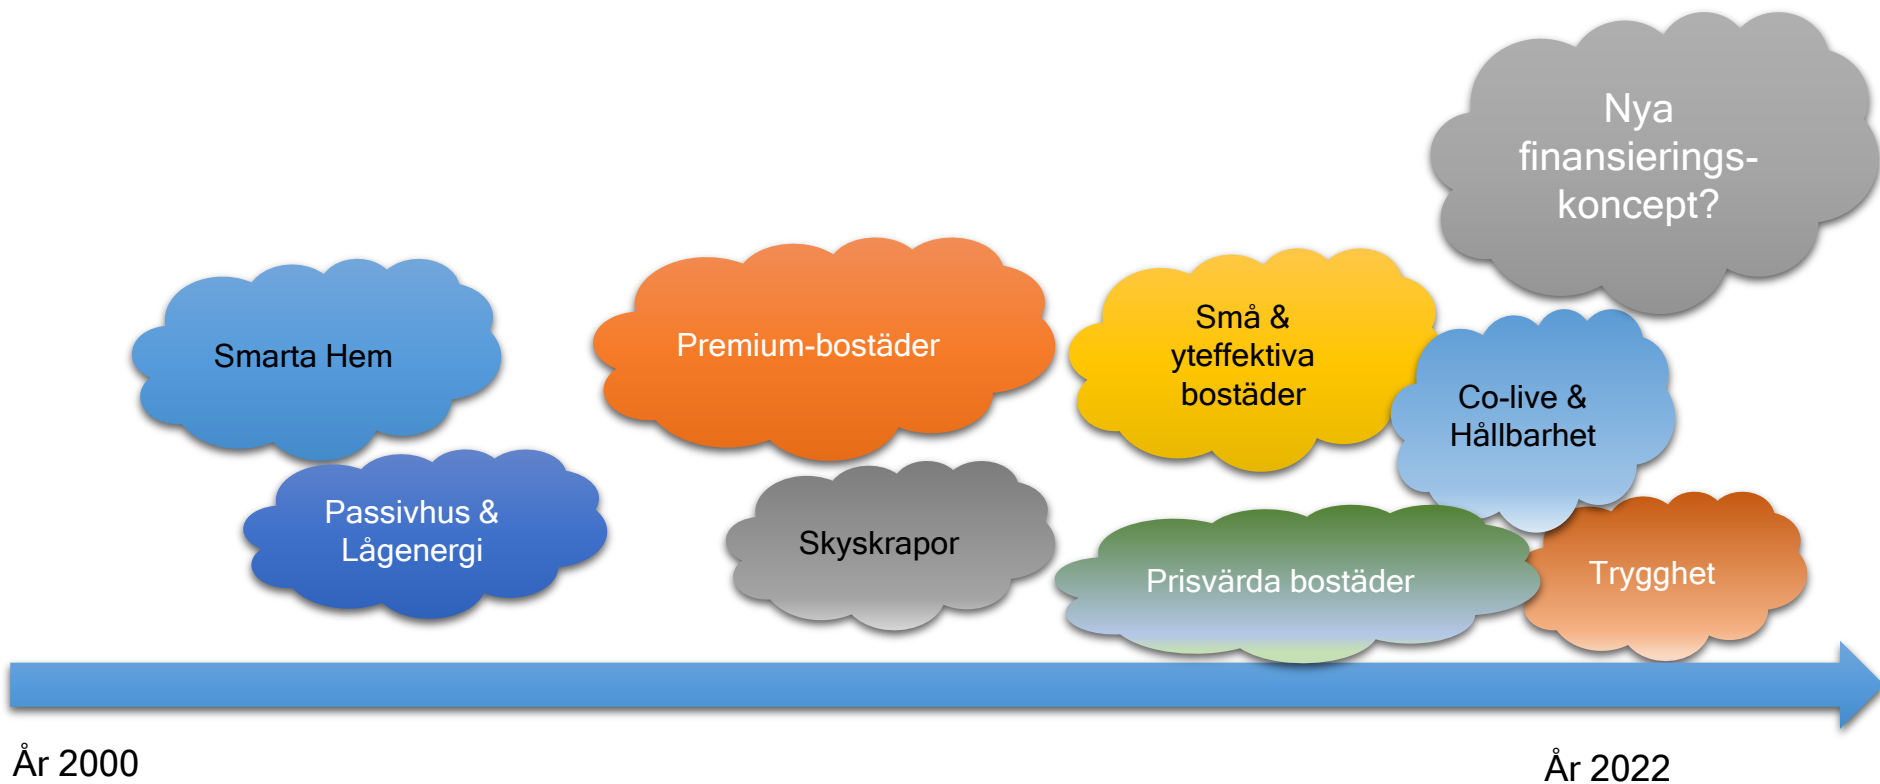 Nya
finansierings-
koncept?
Smarta Hem
Premium-bostäder
Små &
yteffektiva
bostäder
Co-live &
Hållbarhet
Passivhus &
Lågenergi
Skyskrapor
Prisvärda bostäder
Trygghet
År 2000
År 2022